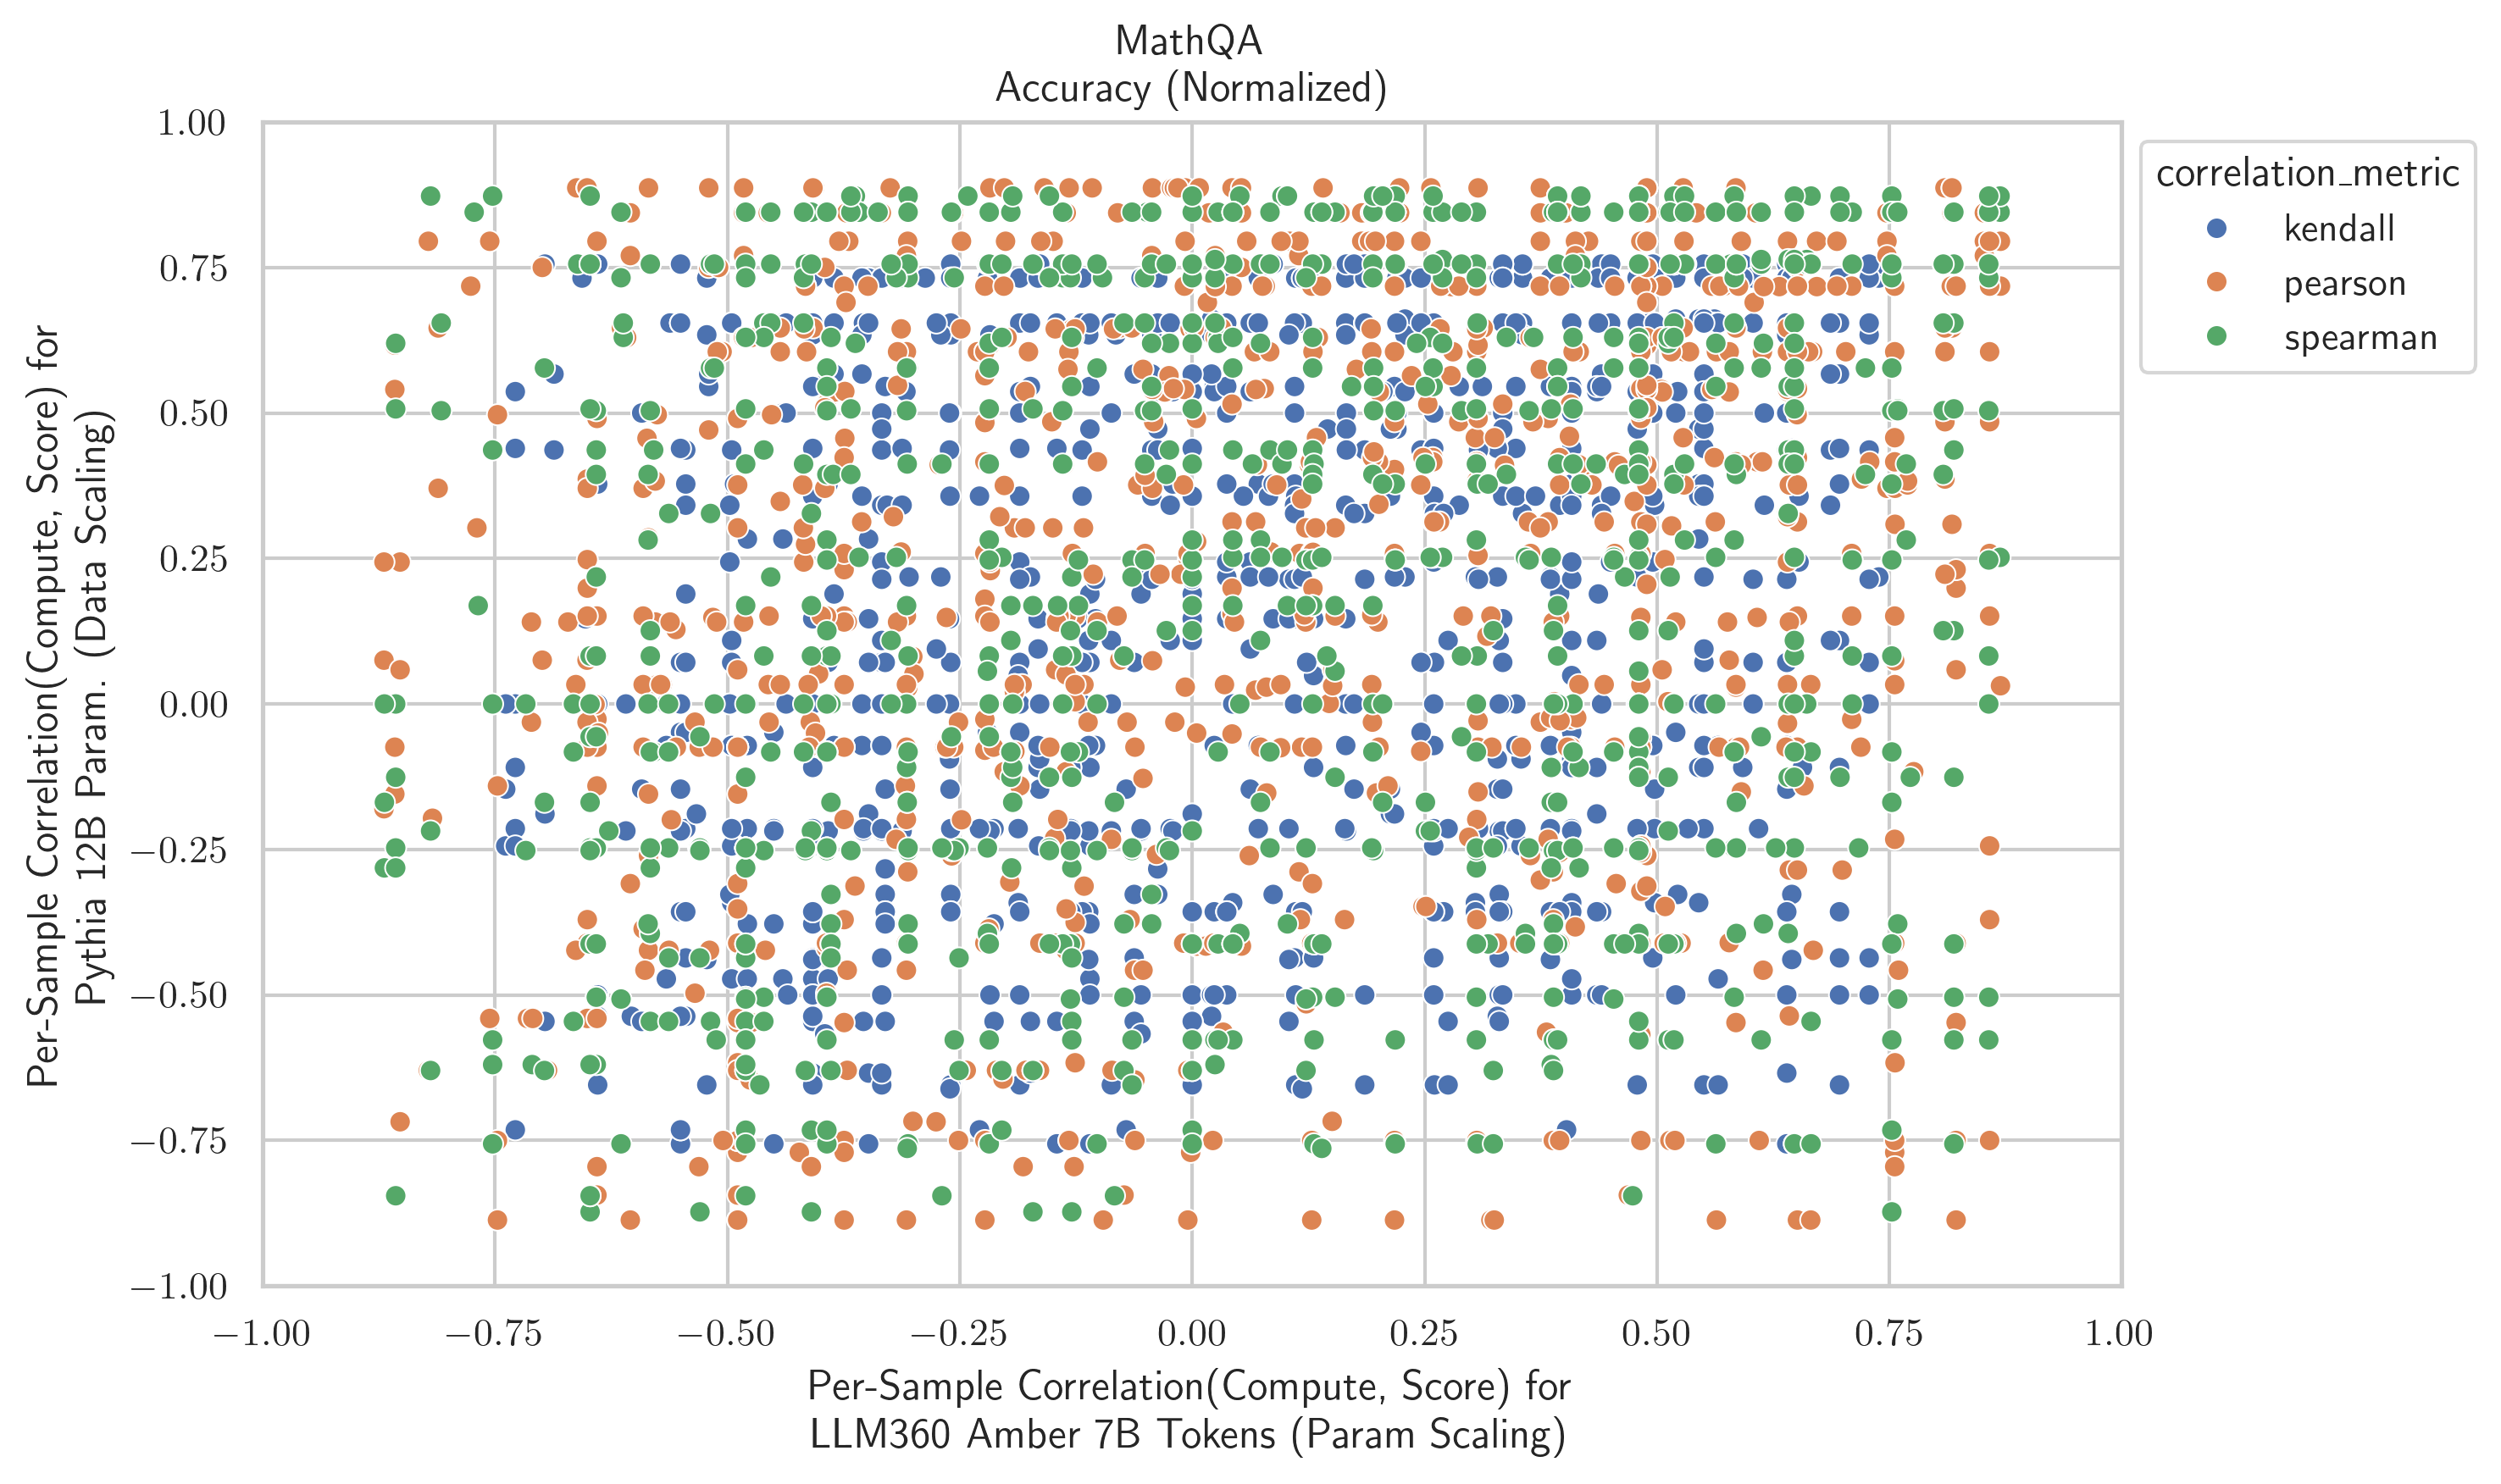 MathQA
Accuracy (Normalized)
Per-Sample Correlation(Compute, Score) for
Pythia 12B Param. (Data Scaling)
1.00
0.75
0.50
0.25
0.00
−0.25
−0.50
−0.75
−1.00
−1.00 −0.75 −0.50 −0.25 0.00 0.25 0.50 0.75 1.00
Per-Sample Correlation(Compute, Score) for
LLM360 Amber 7B Tokens (Param Scaling)
correlation_metric
kendall
pearson
spearman